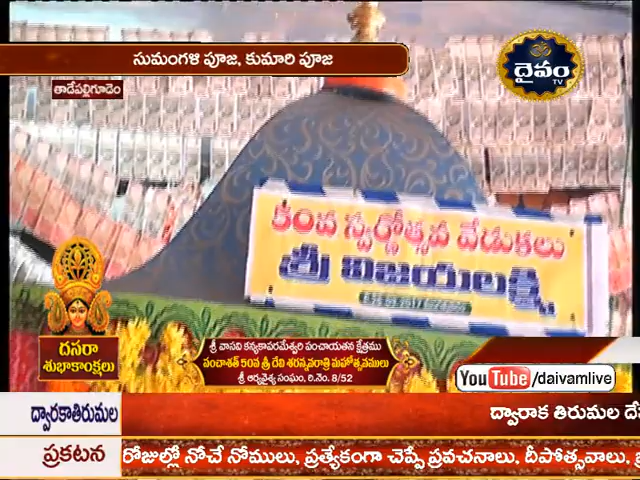 సుమంగళి పూజ, కుమారి పూజ
దైవం
TV
తాడేపల్లిగూడెం
కంచ స్వర్ణోత్సవ వేడుకలు
శ్రీ విజయలక్ష్మి
దసరా
శుభాకాంక్షలు
శ్రీ వాసవి కన్యకాపరమేశ్వరి పంచాయతన క్షేత్రము
పంచాశత్ 50వ శ్రీ దేవి శరన్నవరాత్రి మహోత్సవములు
శ్రీ ఆర్యవైశ్య సంఘం, రి.నెం. 8/52
YouTube /daivamlive
ద్వారకాతిరుమల
ద్వారాక తిరుమల దే
ప్రకటన
రోజుల్లో నోచే నోములు, ప్రత్యేకంగా చెప్పే ప్రవచనాలు, దీపోత్సవాలు,